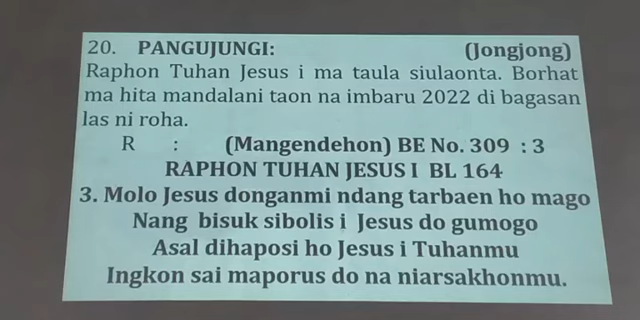 20. PANGUJUNGI: (Jongjong)
Raphon Tuhan Jesus i ma taula siulaonta. Borhat
ma hita mandalani taon na imbaru 2022 di bagasan
las ni roha.
R : (Mangendehon) BE No. 309 : 3
RAPHON TUHAN JESUS I BL 164
3. Molo Jesus donganmi ndang tarbaen ho mago
Nang bisuk sibolis i Jesus do gumogo
Asal dihaposi ho Jesus i Tuhanmu
Ingkon sai maporus do na niarsakhonmu.